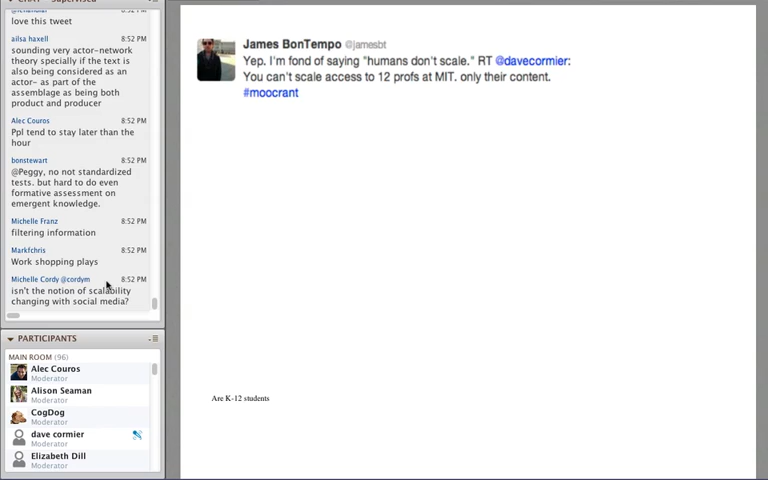 CHAT - Supervised
love this tweet
ailsa haxell 8:52 PM
sounding very actor-network
theory specially if the text is
also being considered as an
actor- as part of the
assemblage as being both
product and producer
Alec Couros 8:52 PM
Ppl tend to stay later than the
hour
bonstewart 8:52 PM
@Peggy, no not standardized
tests. but hard to do even
formative assessment on
emergent knowledge.
Michelle Franz 8:52 PM
filtering information
Markfchris 8:52 PM
Work shopping plays
Michelle Cordy @cordym 8:52 PM
isn't the notion of scalability
changing with social media?
PARTICIPANTS
MAIN ROOM (96)
Alec Couros
Moderator
Alison Seaman
Moderator
CogDog
Moderator
dave cormier
Moderator
Elizabeth Dill
Moderator
James BonTempo @jamesbt
Yep. I'm fond of saying "humans don't scale." RT @davecormier:
You can't scale access to 12 profs at MIT. only their content.
#moocrant
Are K-12 students